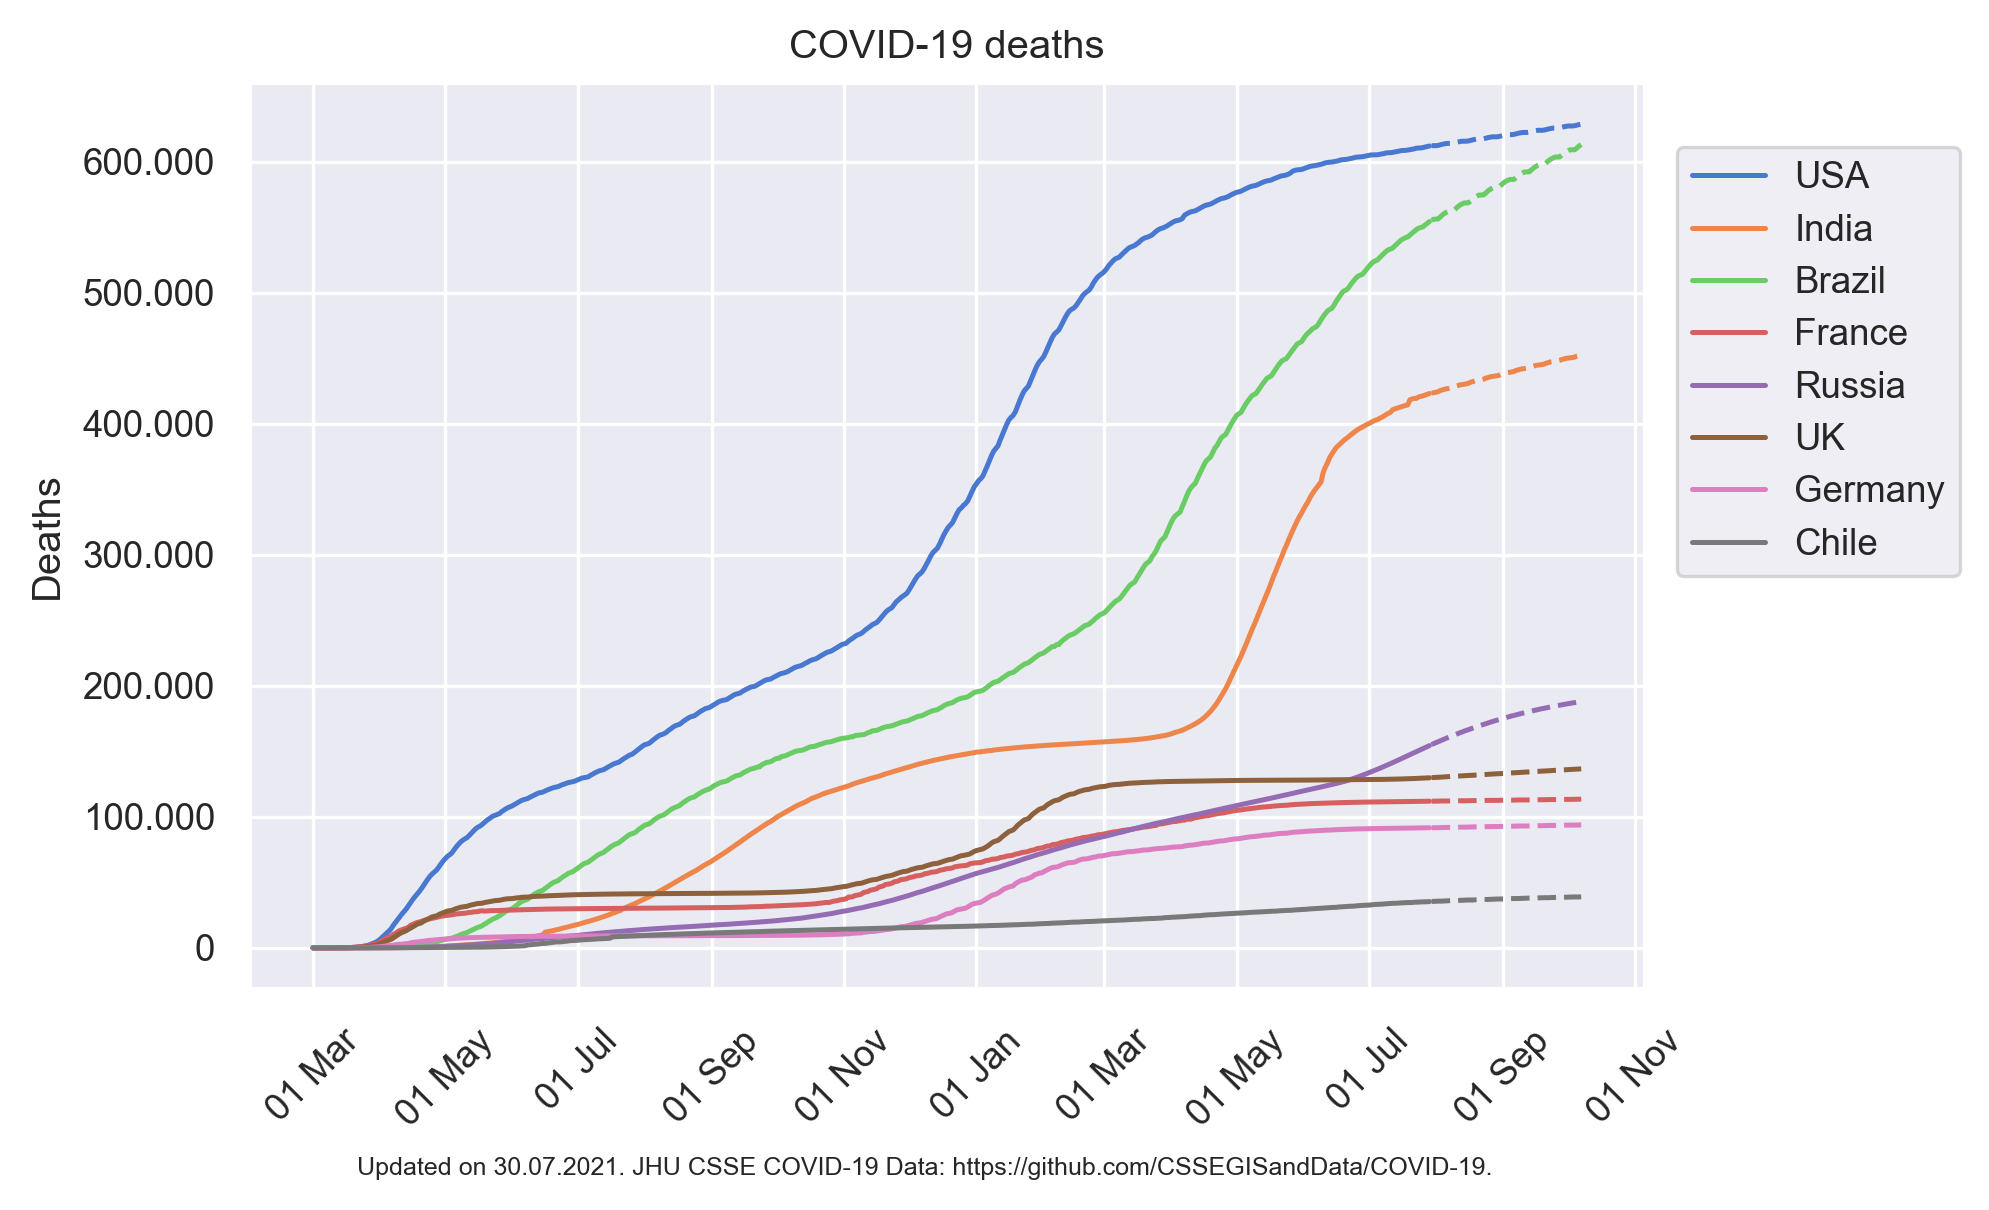 COVID-19 deaths
600.000
500.000
400.000
300.000
200.000
100.000
0
Deaths
01 Mar
01 May
01 Jul
01 Sep
01 Nov
01 Jan
01 Mar
01 May
01 Jul
01 Sep
01 Nov
USA
India
Brazil
France
Russia
UK
Germany
Chile
Updated on 30.07.2021. JHU CSSE COVID-19 Data: https://github.com/CSSEGISandData/COVID-19.